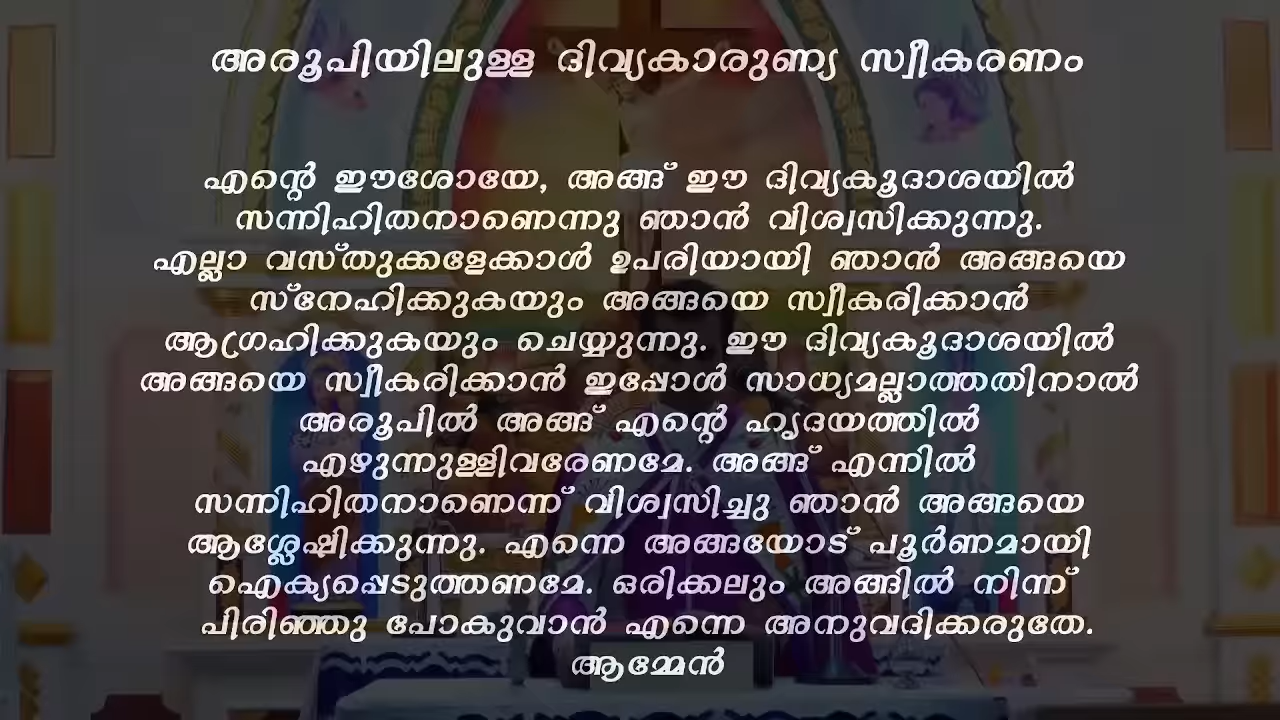 അരൂപിയിലുള്ള ദിവ്യകാരുണ്യ സ്വീകരണം
എന്റെ ഈശോയേ, അങ്ങ് ഈ ദിവ്യകൂദാശയിൽ
സന്നിഹിതനാണെന്നു ഞാൻ വിശ്വസിക്കുന്നു.
എല്ലാ വസ്തുക്കളേക്കാൾ ഉപരിയായി ഞാൻ അങ്ങയെ
സ്നേഹിക്കുകയും അങ്ങയെ സ്വീകരിക്കാൻ
ആഗ്രഹിക്കുകയും ചെയ്യുന്നു. ഈ ദിവ്യകൂദാശയിൽ
അങ്ങയെ സ്വീകരിക്കാൻ ഇപ്പോൾ സാധ്യമല്ലാത്തതിനാൽ
അരൂപിൽ അങ്ങ് എന്റെ ഹൃദയത്തിൽ
എഴുന്നുള്ളിവരേണമേ. അങ്ങ് എന്നിൽ
സന്നിഹിതനാണെന്ന് വിശ്വസിച്ചു ഞാൻ അങ്ങയെ
ആശ്ലേഷിക്കുന്നു. എന്നെ അങ്ങയോട് പൂർണമായി
ഐക്യപ്പെടുത്തണമേ. ഒരിക്കലും അങ്ങിൽ നിന്ന്
പിരിഞ്ഞു പോകുവാൻ എന്നെ അനുവദിക്കരുതേ.
ആമ്മേൻ